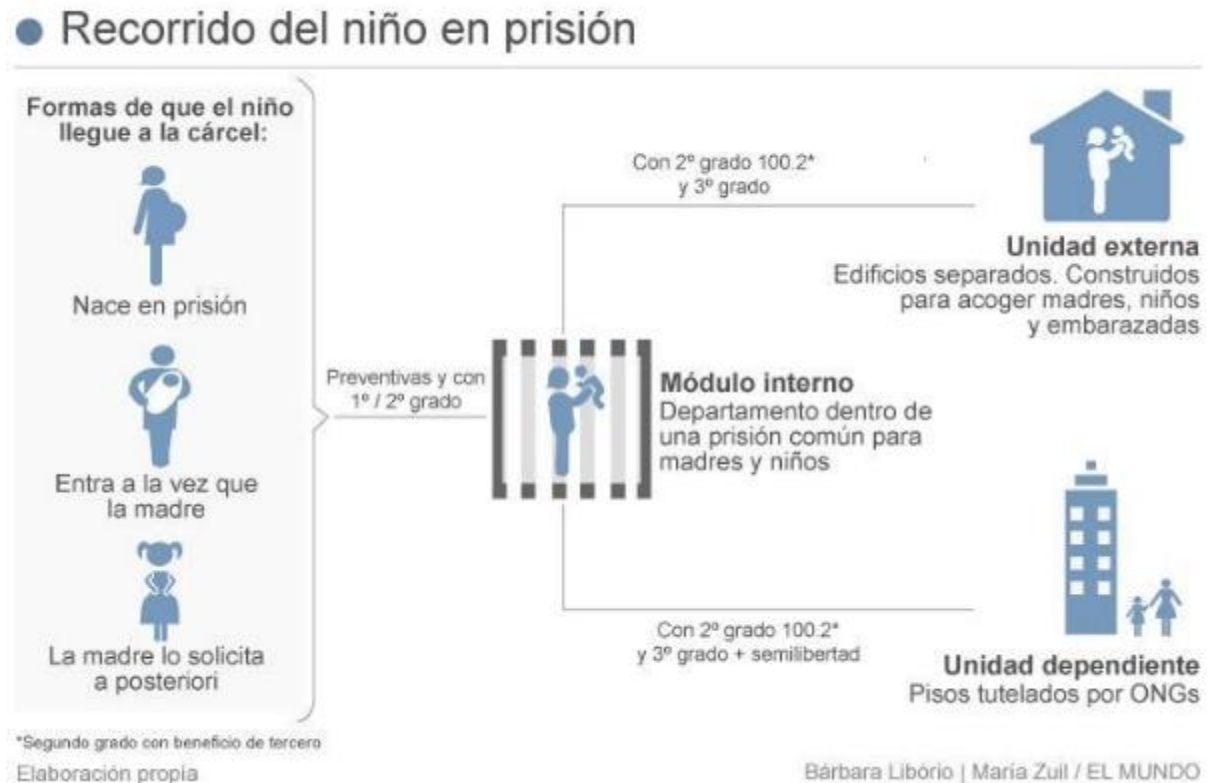 Recorrido del niño en prisión
Formas de que el niño
llegue a la cárcel:
Nace en prisión
Entra a la vez que
la madre
La madre lo solicita
a posteriori
Preventivas y con
1º / 2º grado
Módulo interno
Departamento dentro de
una prisión común para
madres y niños
Con 2º grado 100.2*
y 3º grado
Unidad externa
Edificios separados. Construidos
para acoger madres, niños
y embarazadas
Con 2º grado 100.2*
y 3º grado + semilibertad
Unidad dependiente
Pisos tutelados por ONGs
*Segundo grado con beneficio de tercero
Elaboración propia
Bárbara Libório | María Zuil / EL MUNDO